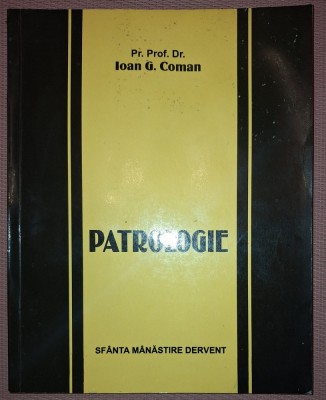 Pr. Prof. Dr.
Ioan G. Coman
PATROLOGIE
SFÂNTA MÂNĂSTIRE DERVENT